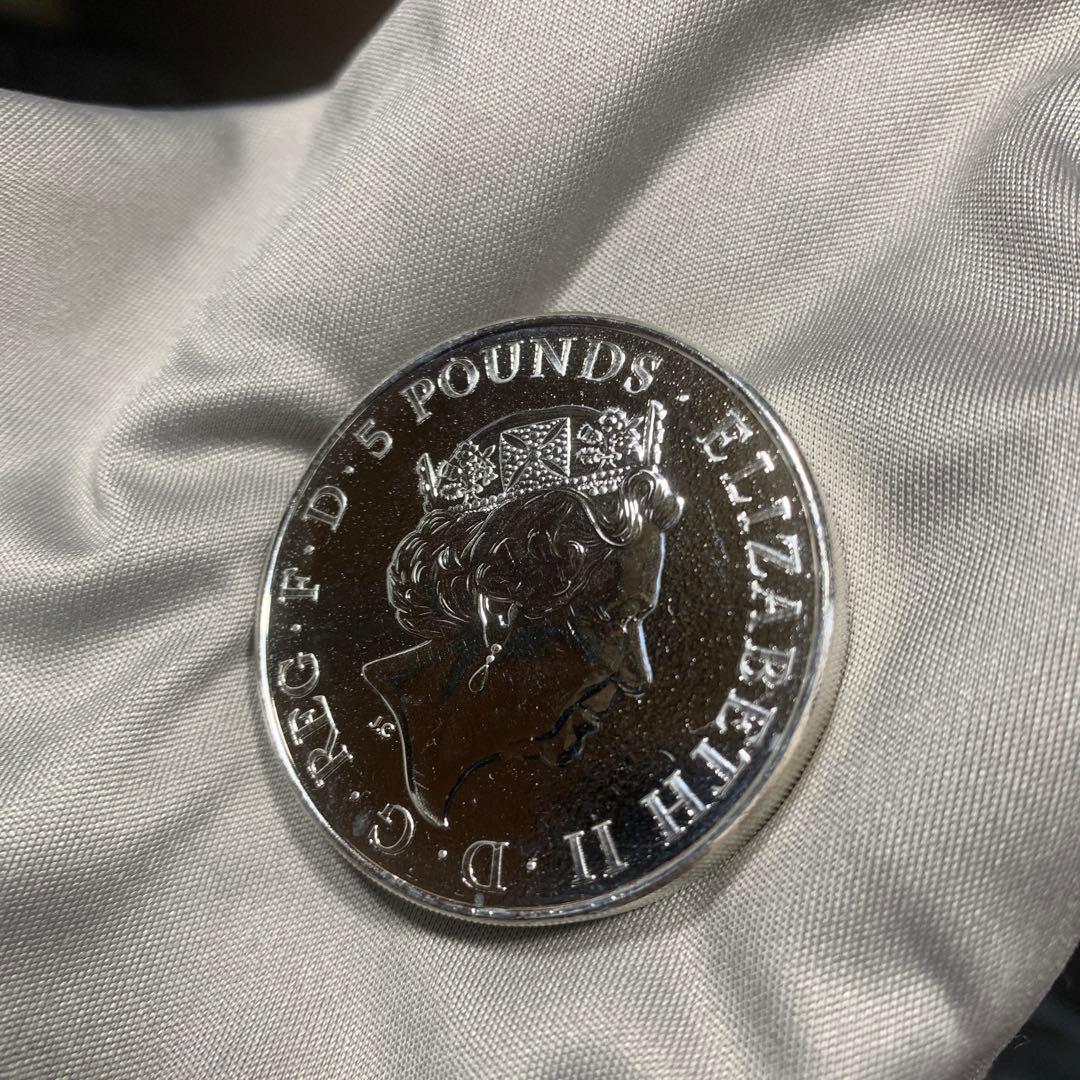 ELIZABETH II · D · G · REG · F · D · 5 POUNDS ·
JC